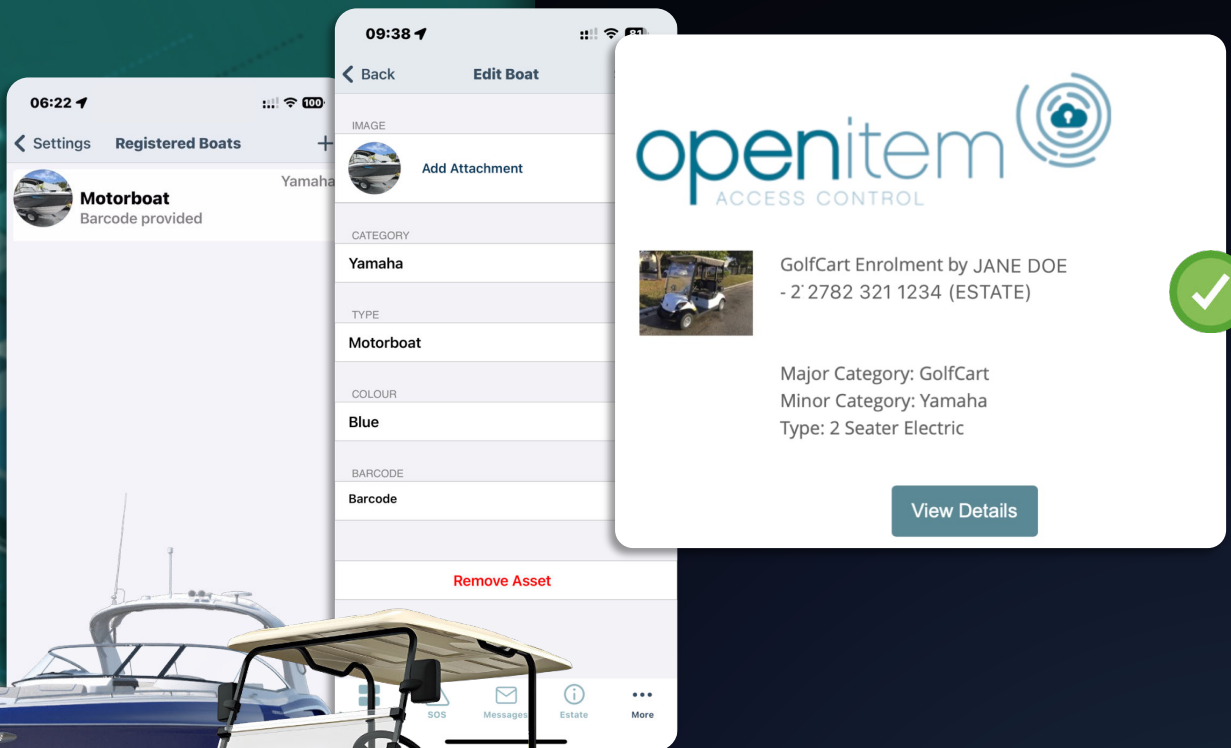 06:22
100
Settings
Registered Boats
+
Motorboat
Yamaha
Barcode provided
09:38
81
Back
Edit Boat
IMAGE
Add Attachment
CATEGORY
Yamaha
TYPE
Motorboat
COLOUR
Blue
BARCODE
Barcode
Remove Asset
SOS
Messages
Estate
More
openitem
ACCESS CONTROL
GolfCart Enrolment by JANE DOE
- 2 2782 321 1234 (ESTATE)
Major Category: GolfCart
Minor Category: Yamaha
Type: 2 Seater Electric
View Details